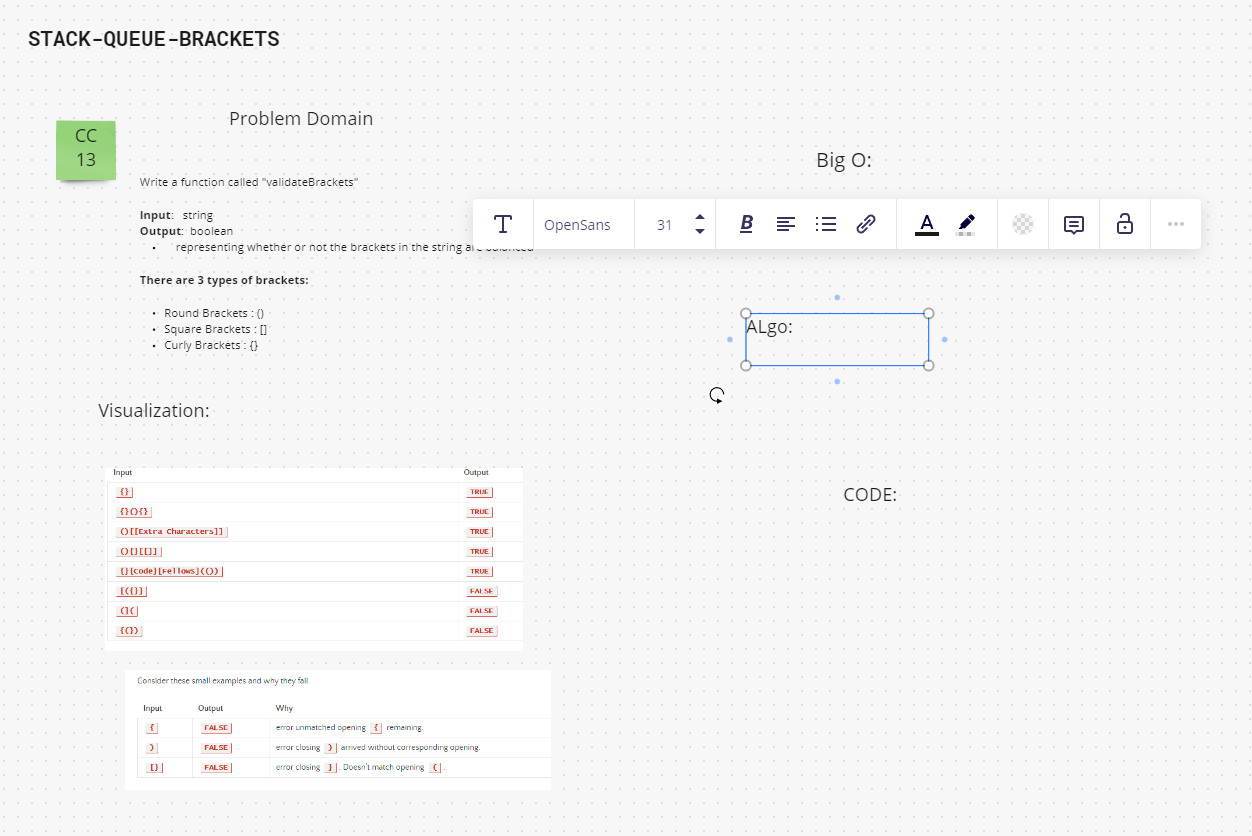 STACK-QUEUE-BRACKETS
CC
13
Problem Domain
Write a function called "validateBrackets"
Input: string
Output: boolean
• representing whether or not the brackets in the string are balanced
There are 3 types of brackets:
• Round Brackets : ()
• Square Brackets : []
• Curly Brackets : {}
Big O:
T OpenSans 31 B A
ALgo:
CODE:
Visualization:
Input Output
{} TRUE
{}(){} TRUE
()[[Extra Characters]] TRUE
(){}[[]] TRUE
{}{Code}[Fellows](()) TRUE
[({}] FALSE
(]( FALSE
{(}) FALSE
Consider these small examples and why they fail
Input Output Why
{ FALSE error unmatched opening { remaining.
) FALSE error closing ) arrived without corresponding opening.
[} FALSE error closing ] . Doesn't match opening ( .